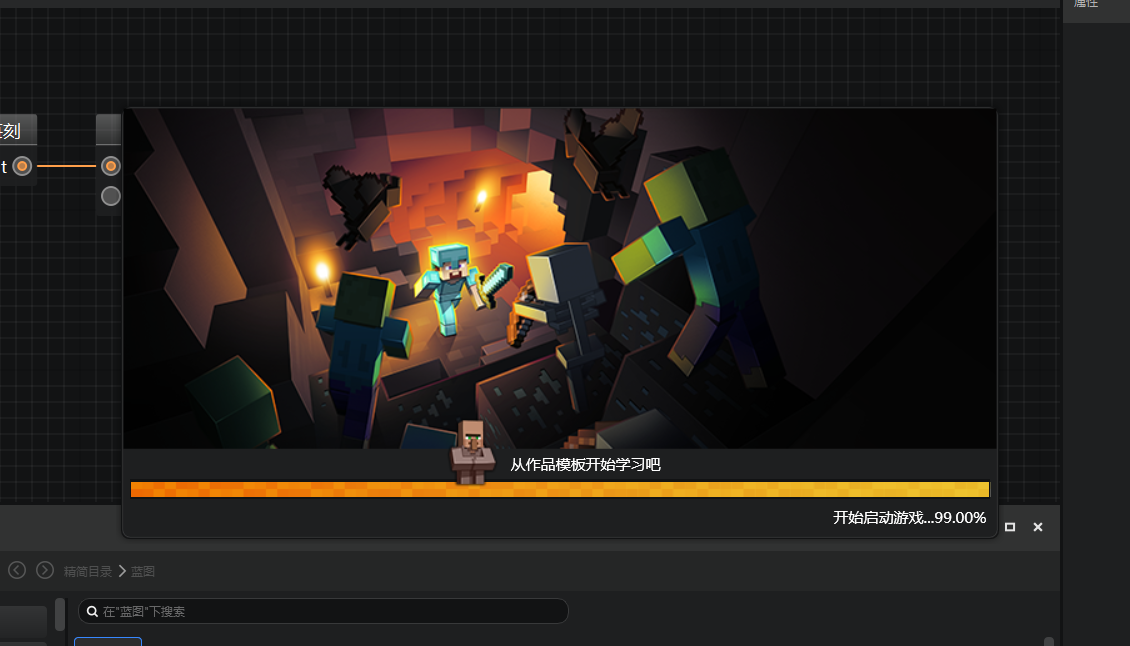 属性
刻
t
从作品模板开始学习吧
开始启动游戏...99.00%
精简目录 > 蓝图
在"蓝图"下搜索